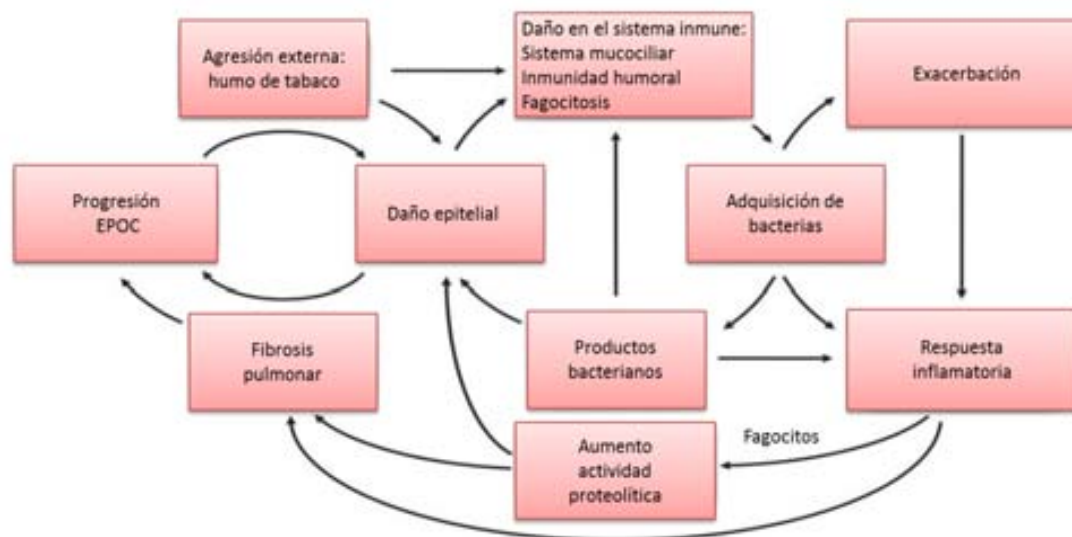 Agresión externa:
humo de tabaco
Daño en el sistema inmune:
Sistema mucociliar
Inmunidad humoral
Fagocitosis
Exacerbación
Progresión
EPOC
Daño epitelial
Adquisición de
bacterias
Fibrosis
pulmonar
Productos
bacterianos
Respuesta
inflamatoria
Fagocitos
Aumento
actividad
proteolítica